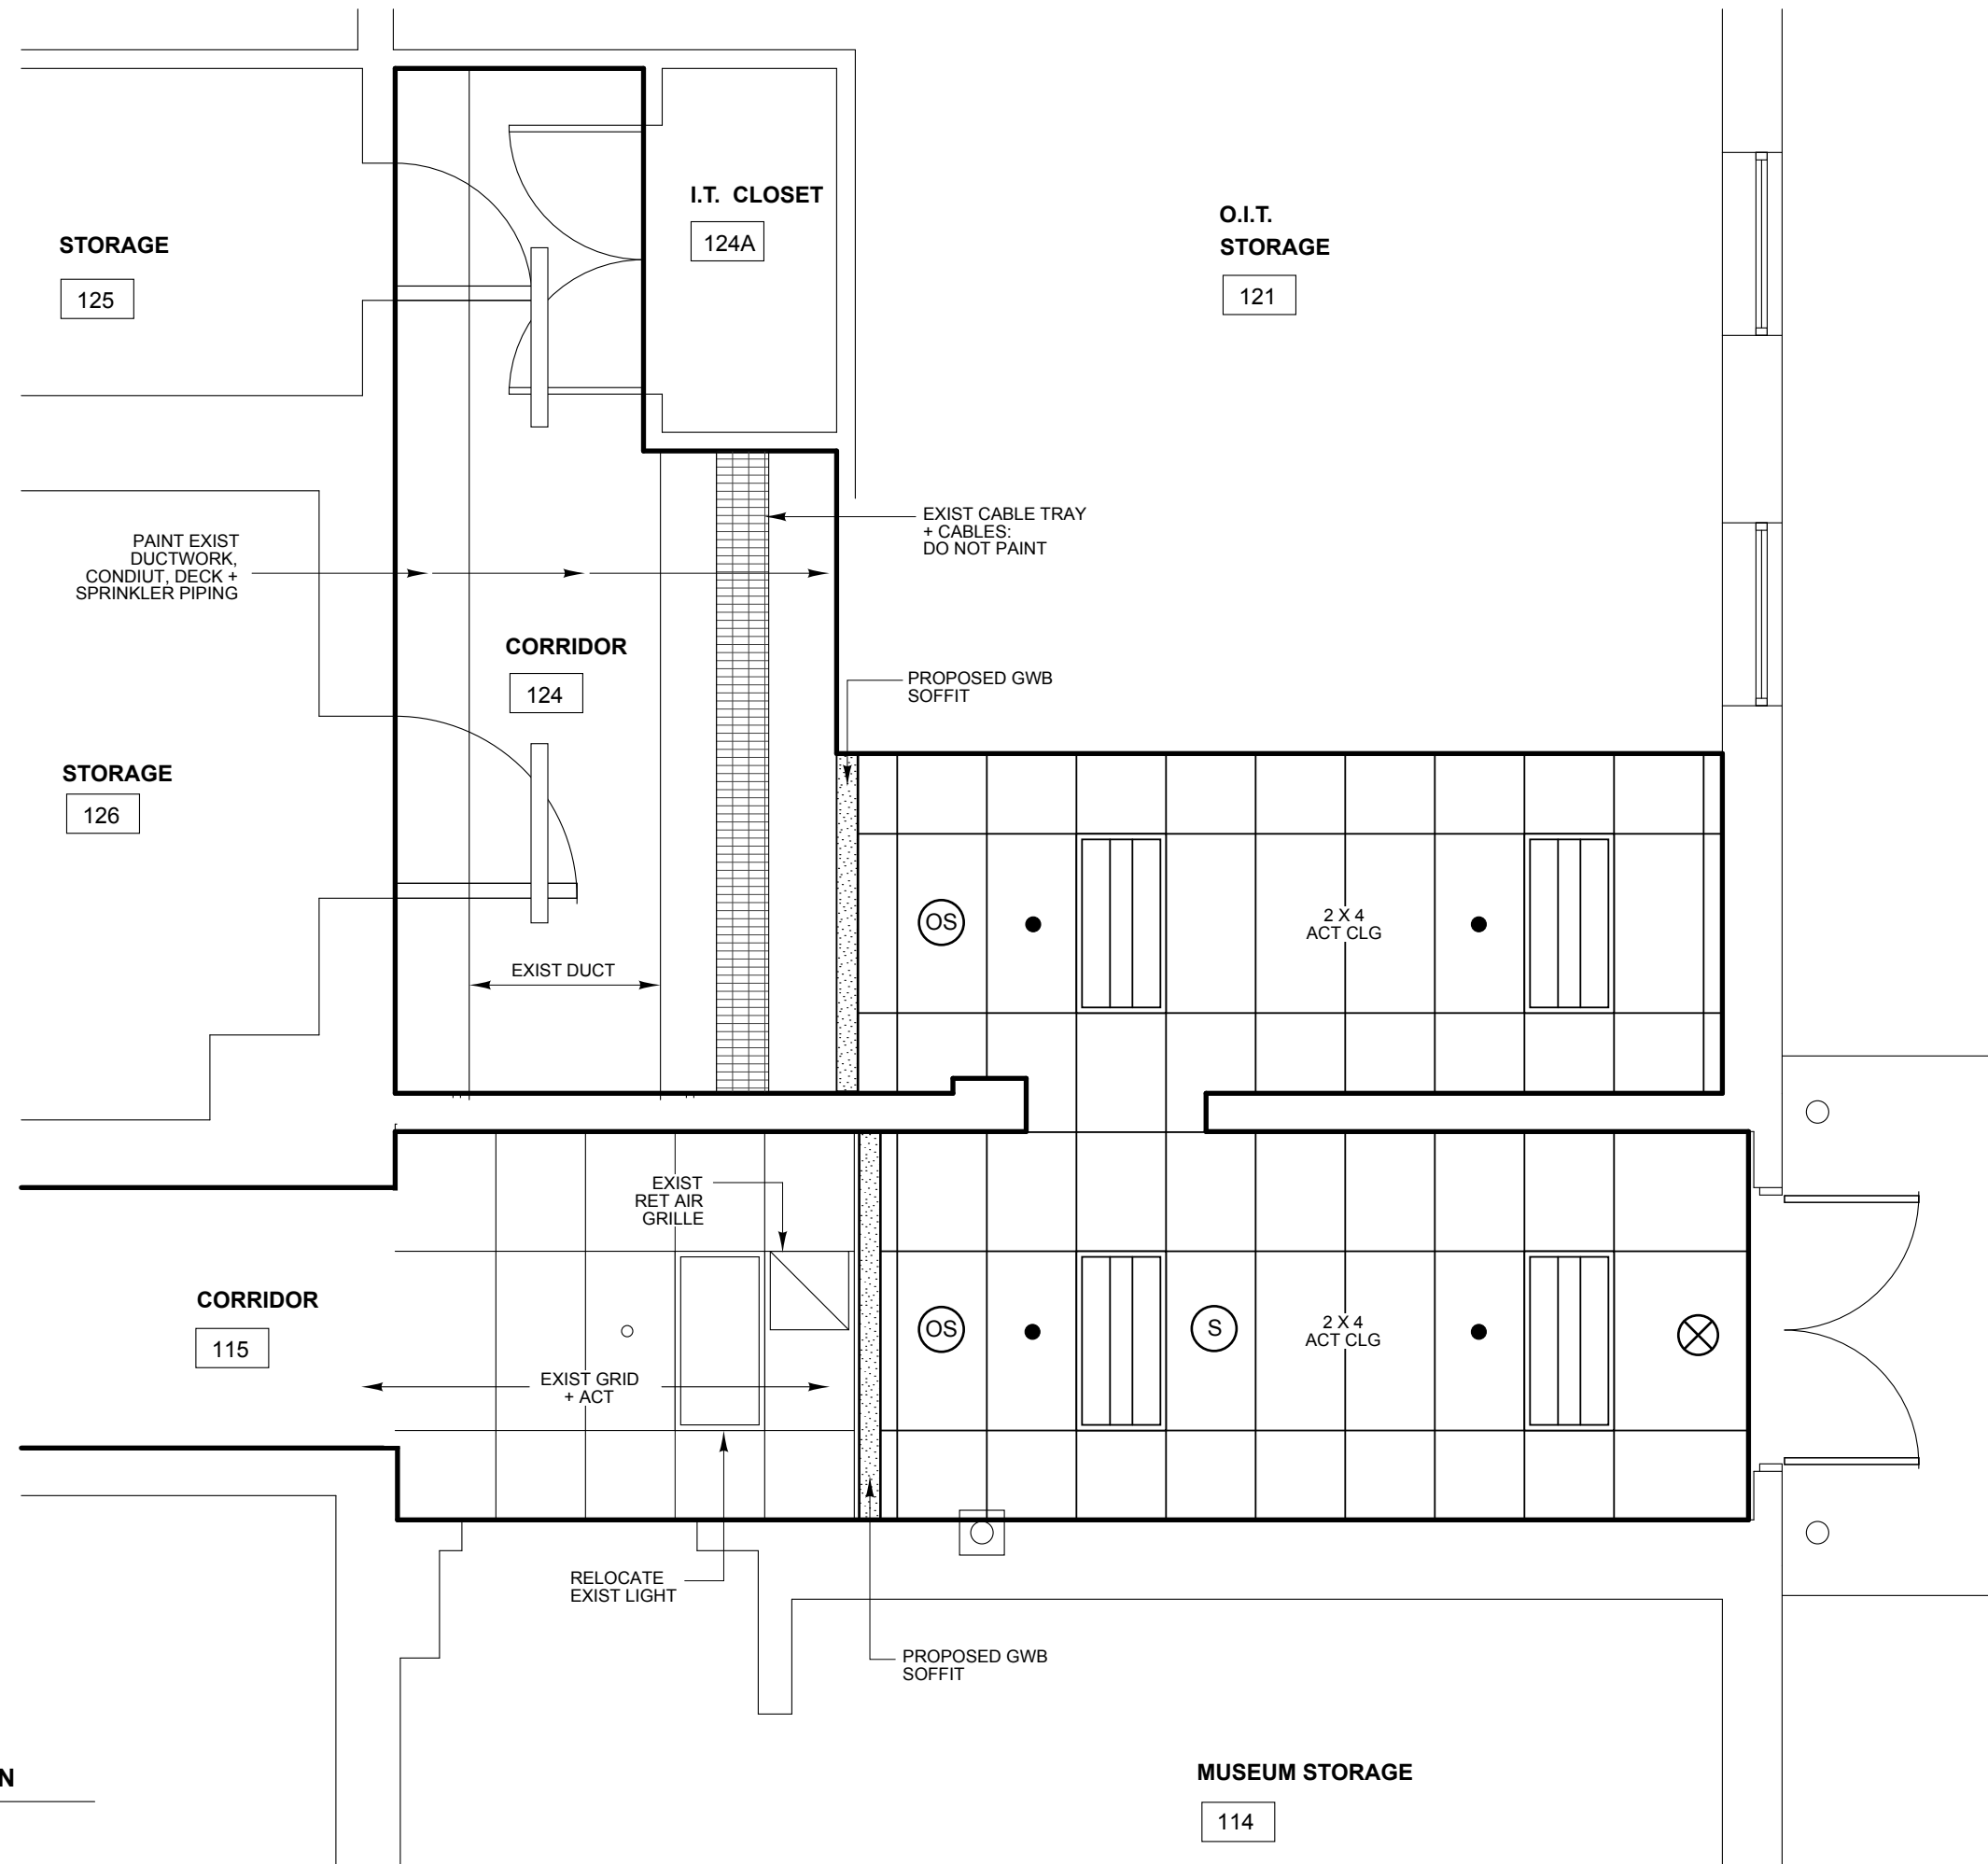 I.T. CLOSET
124A
STORAGE
125
O.I.T.
STORAGE
121
EXIST CABLE TRAY
+ CABLES:
DO NOT PAINT
PAINT EXIST
DUCTWORK,
CONDIUT, DECK +
SPRINKLER PIPING
CORRIDOR
124
PROPOSED GWB
SOFFIT
STORAGE
126
OS
2 X 4
ACT CLG
EXIST DUCT
EXIST
RET AIR
GRILLE
CORRIDOR
115
OS
S
2 X 4
ACT CLG
EXIST GRID
+ ACT
RELOCATE
EXIST LIGHT
PROPOSED GWB
SOFFIT
N
MUSEUM STORAGE
114